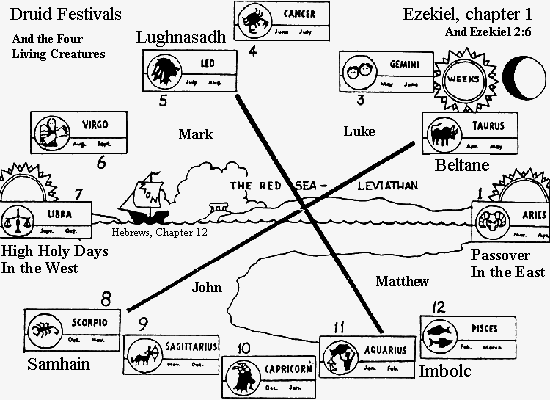 Druid Festivals
And the Four
Living Creatures
Ezekiel, chapter 1
And Ezekiel 2:6
CANCER
June July
4
Lughnasadh
LEO
July Aug.
5
GEMINI
May June
3
WEEKS
TAURUS
Apr. May
Beltane
Mark
Luke
VIRGO
Aug. Sept.
6
THE RED SEA - LEVIATHAN
ZION
7
LIBRA
Sept. Oct.
Hebrews, Chapter 12
1
ARIES
Mar. Apr.
High Holy Days
In the West
Passover
In the East
John
Matthew
8
SCORPIO
Oct. Nov.
Samhain
9
SAGITTARIUS
Nov. Dec.
10
CAPRICORN
Dec. Jan.
11
AQUARIUS
Jan. Feb.
12
PISCES
Feb. March
Imbolc